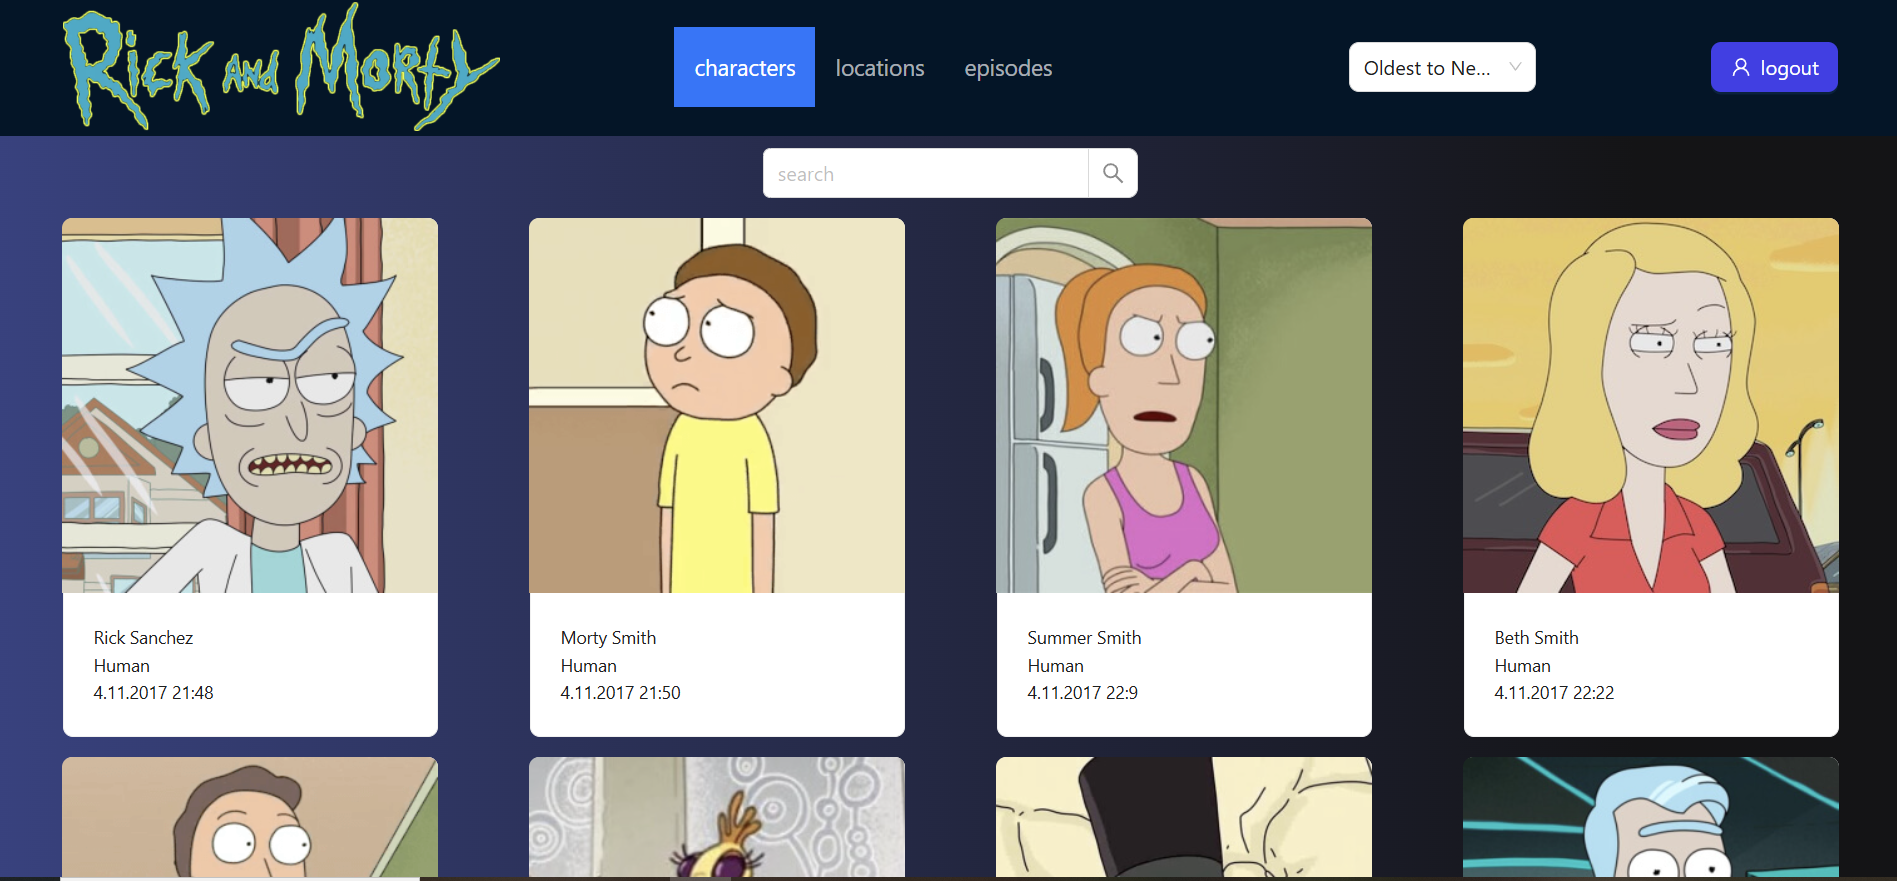 Rick and Morty
characters
locations
episodes
Oldest to Ne...
logout
search
Rick Sanchez
Human
4.11.2017 21:48
Morty Smith
Human
4.11.2017 21:50
Summer Smith
Human
4.11.2017 22:9
Beth Smith
Human
4.11.2017 22:22